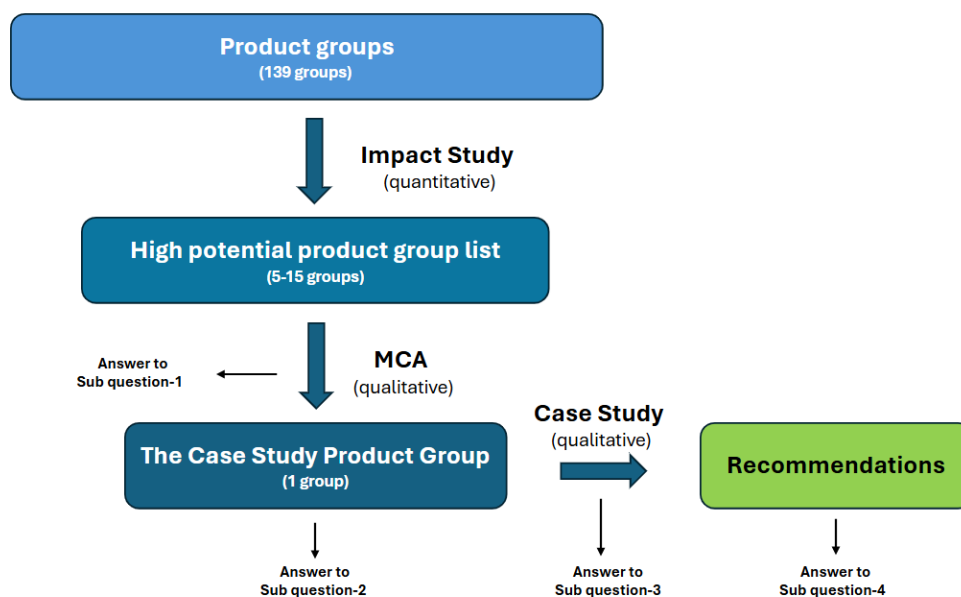 Product groups
(139 groups)
Impact Study
(quantitative)
High potential product group list
(5-15 groups)
MCA
(qualitative)
Answer to
Sub question-1
Case Study
(qualitative)
The Case Study Product Group
(1 group)
Recommendations
Answer to
Sub question-2
Answer to
Sub question-3
Answer to
Sub question-4